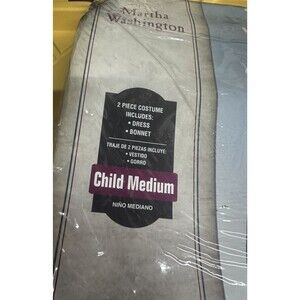 Martha
Washington
2 PIECE COSTUME
INCLUDES:
• DRESS
• BONNET
TRAJE DE 2 PIEZAS INCLUYE:
• VESTIDO
• GORRO
Child Medium
NIÑO MEDIANO